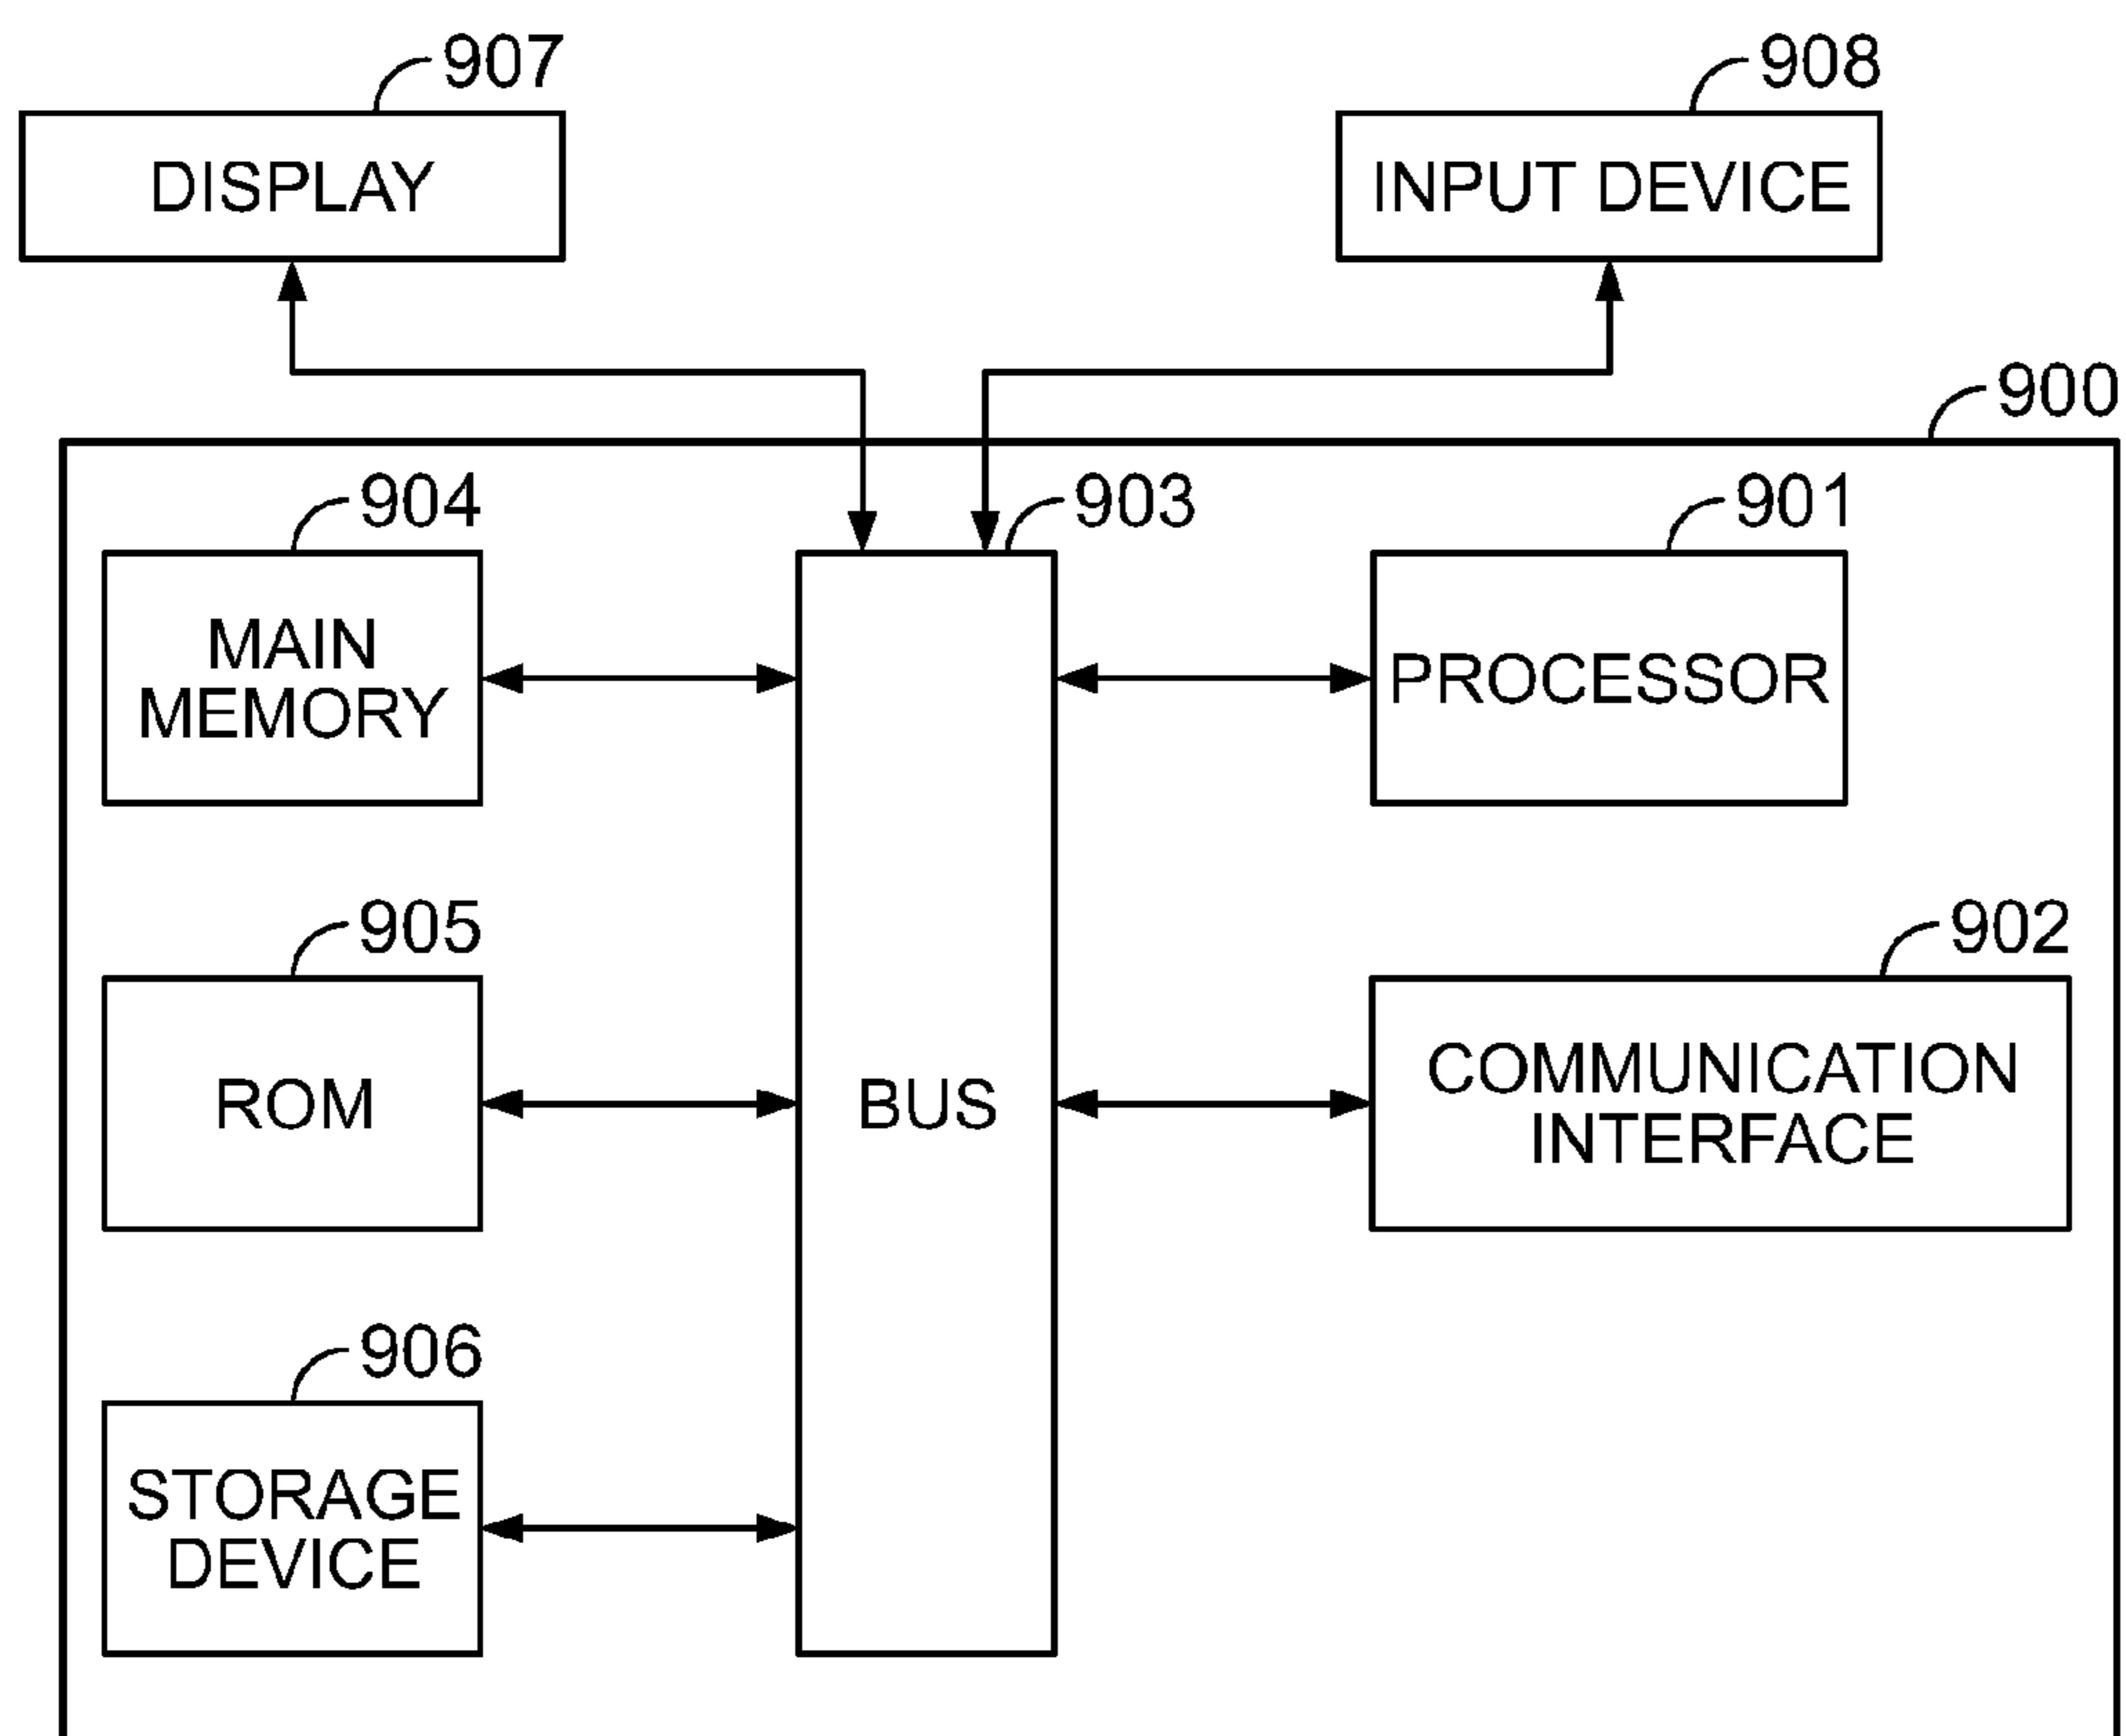 907
908
DISPLAY
INPUT DEVICE
900
904
903
901
MAIN
MEMORY
PROCESSOR
905
902
ROM
BUS
COMMUNICATION
INTERFACE
906
STORAGE
DEVICE